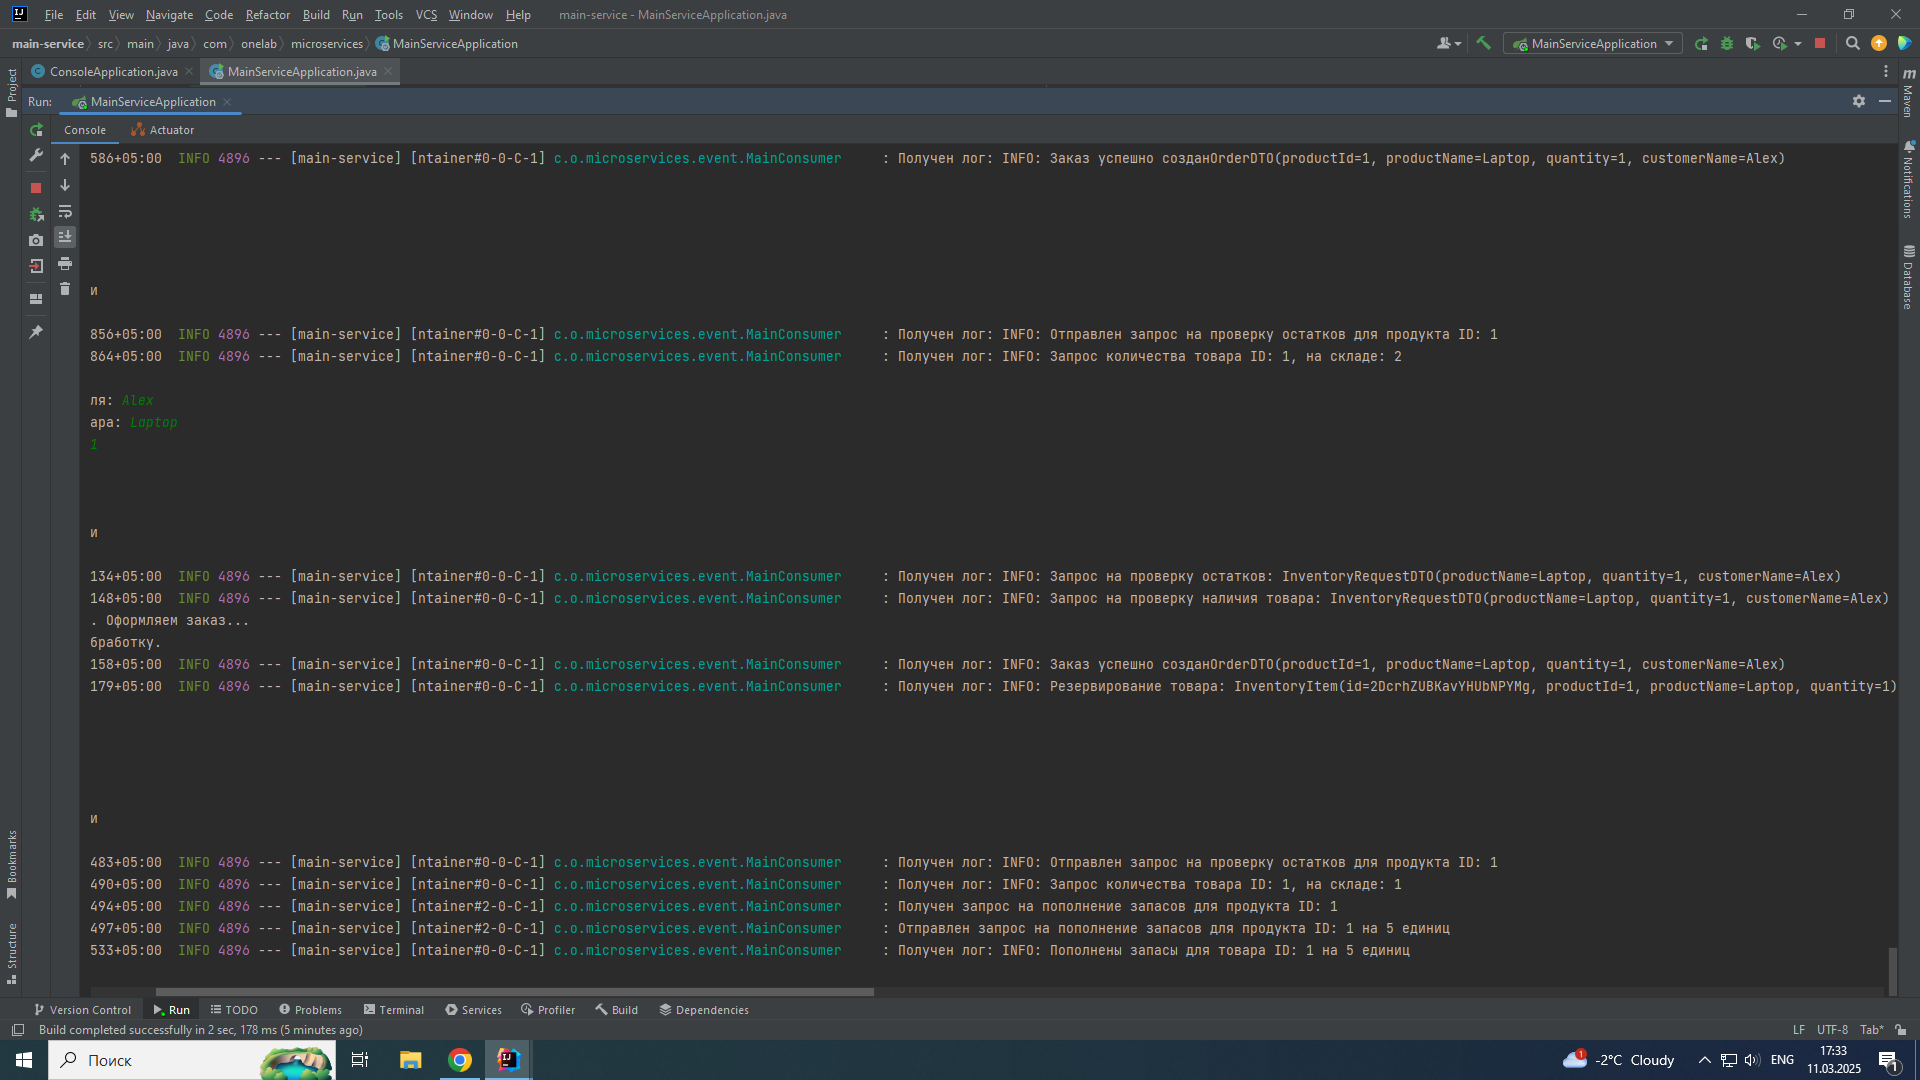 File Edit View Navigate Code Refactor Build Run Tools VCS Window Help main-service - MainServiceApplication.java
main-service src main java com onelab microservices MainServiceApplication MainServiceApplication
ConsoleApplication.java MainServiceApplication.java
Run: MainServiceApplication
Console Actuator
586+05:00  INFO 4896 --- [main-service] [ntainer#0-0-C-1] c.o.microservices.event.MainConsumer     : Получен лог: INFO: Заказ успешно созданOrderDTO(productId=1, productName=Laptop, quantity=1, customerName=Alex)
и
856+05:00  INFO 4896 --- [main-service] [ntainer#0-0-C-1] c.o.microservices.event.MainConsumer     : Получен лог: INFO: Отправлен запрос на проверку остатков для продукта ID: 1
864+05:00  INFO 4896 --- [main-service] [ntainer#0-0-C-1] c.o.microservices.event.MainConsumer     : Получен лог: INFO: Запрос количества товара ID: 1, на складе: 2
ля: Alex
ара: Laptop
1
и
134+05:00  INFO 4896 --- [main-service] [ntainer#0-0-C-1] c.o.microservices.event.MainConsumer     : Получен лог: INFO: Запрос на проверку остатков: InventoryRequestDTO(productName=Laptop, quantity=1, customerName=Alex)
148+05:00  INFO 4896 --- [main-service] [ntainer#0-0-C-1] c.o.microservices.event.MainConsumer     : Получен лог: INFO: Запрос на проверку наличия товара: InventoryRequestDTO(productName=Laptop, quantity=1, customerName=Alex)
. Оформляем заказ...
бработку.
158+05:00  INFO 4896 --- [main-service] [ntainer#0-0-C-1] c.o.microservices.event.MainConsumer     : Получен лог: INFO: Заказ успешно созданOrderDTO(productId=1, productName=Laptop, quantity=1, customerName=Alex)
179+05:00  INFO 4896 --- [main-service] [ntainer#0-0-C-1] c.o.microservices.event.MainConsumer     : Получен лог: INFO: Резервирование товара: InventoryItem(id=2DcrhZUBKavYHUbNPYMg, productId=1, productName=Laptop, quantity=1)
и
483+05:00  INFO 4896 --- [main-service] [ntainer#0-0-C-1] c.o.microservices.event.MainConsumer     : Получен лог: INFO: Отправлен запрос на проверку остатков для продукта ID: 1
490+05:00  INFO 4896 --- [main-service] [ntainer#0-0-C-1] c.o.microservices.event.MainConsumer     : Получен лог: INFO: Запрос количества товара ID: 1, на складе: 1
494+05:00  INFO 4896 --- [main-service] [ntainer#2-0-C-1] c.o.microservices.event.MainConsumer     : Получен запрос на пополнение запасов для продукта ID: 1
497+05:00  INFO 4896 --- [main-service] [ntainer#2-0-C-1] c.o.microservices.event.MainConsumer     : Отправлен запрос на пополнение запасов для продукта ID: 1 на 5 единиц
533+05:00  INFO 4896 --- [main-service] [ntainer#0-0-C-1] c.o.microservices.event.MainConsumer     : Получен лог: INFO: Пополнены запасы для товара ID: 1 на 5 единиц
Project
Bookmarks
Structure
Maven
Notifications
Database
Version Control Run TODO Problems Terminal Services Profiler Build Dependencies
Build completed successfully in 2 sec, 178 ms (5 minutes ago) LF UTF-8 Tab*
Поиск 1 -2°C Cloudy ENG 17:33
11.03.2025 1